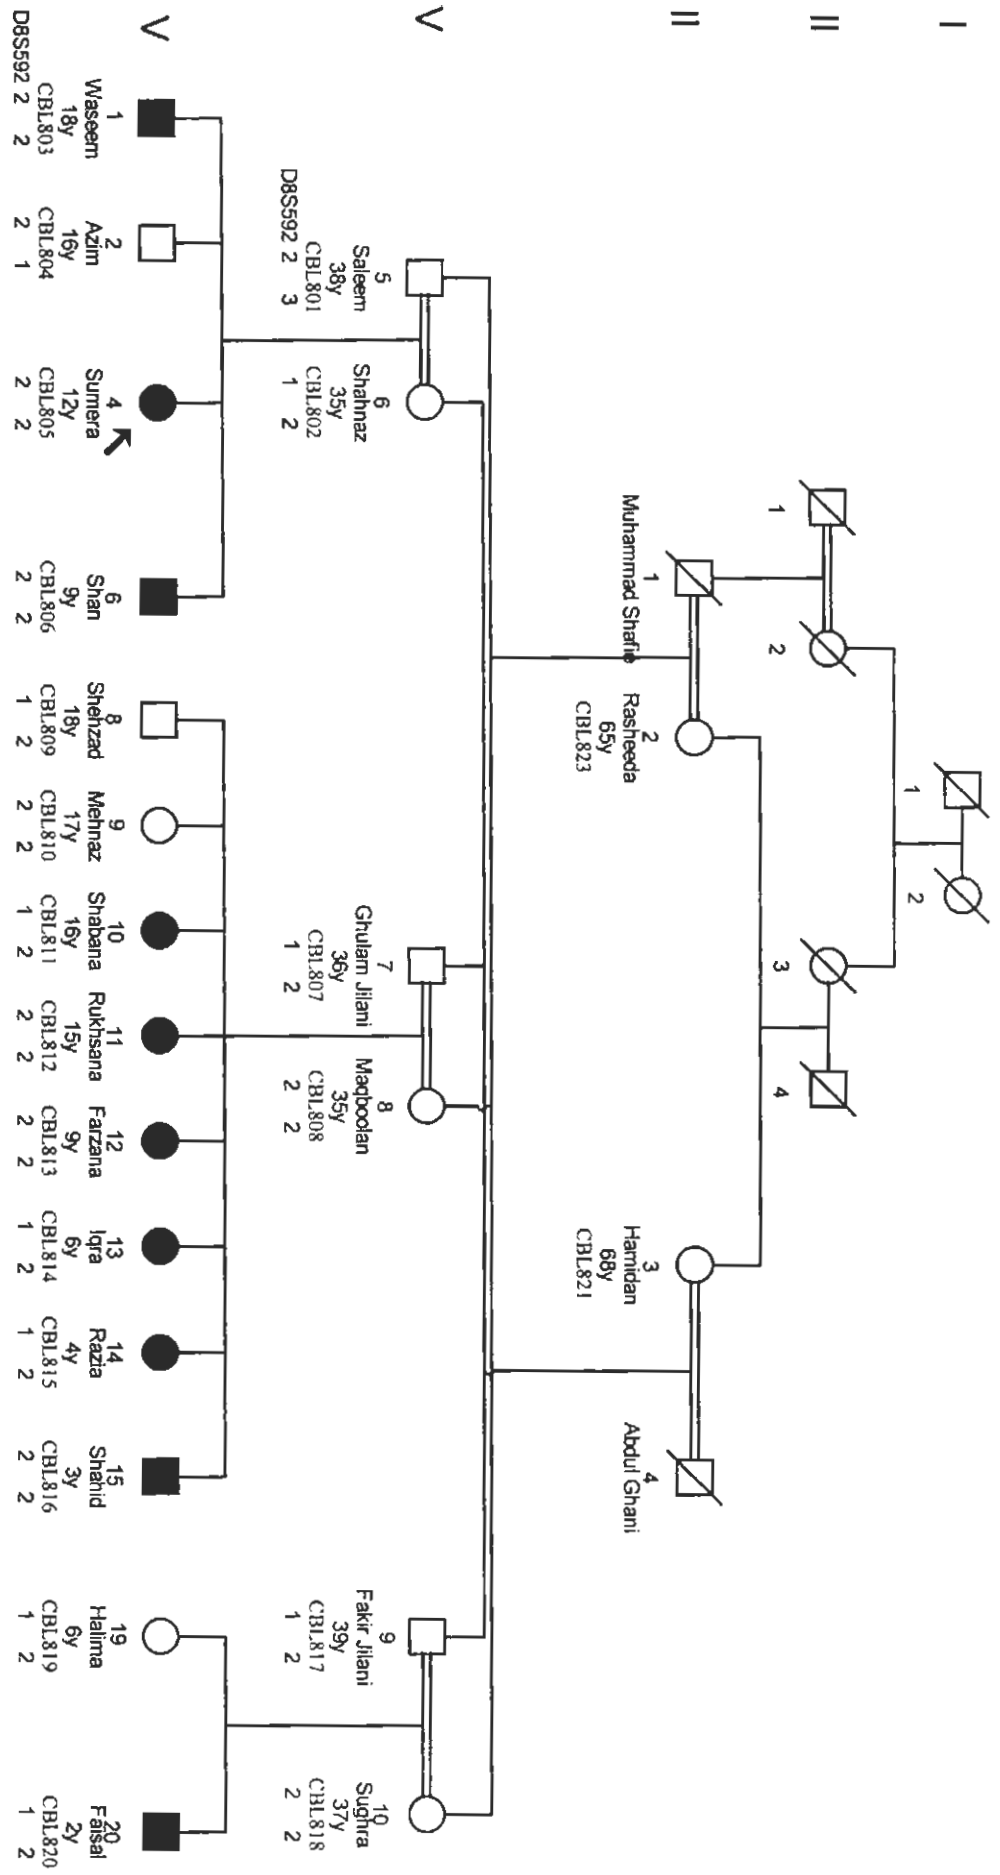 I
1
2
II
1
2
3
4
II
1
Muhammad Shafie
2
Rasheeda
65y
CBL823
3
Hamidan
68y
CBL821
4
Abdul Ghani
V
5
Saleem
38y
CBL801
D8S592 2 3
6
Shahnaz
35y
CBL802
1 2
7
Ghulam Jilani
36y
CBL807
1 2
8
Maqboolan
35y
CBL808
2 2
9
Fakir Jilani
39y
CBL817
1 2
10
Sughra
37y
CBL818
2 2
V
1
Waseem
18y
CBL803
D8S592 2 2
2
Azim
16y
CBL804
2 1
4
Sumera
12y
CBL805
2 2
6
Shan
9y
CBL806
2 2
8
Shehzad
18y
CBL809
1 2
9
Mehnaz
17y
CBL810
2 2
10
Shabana
16y
CBL811
1 2
11
Rukhsana
15y
CBL812
2 2
12
Farzana
9y
CBL813
2 2
13
Iqra
6y
CBL814
1 2
14
Razia
4y
CBL815
1 2
15
Shahid
3y
CBL816
2 2
19
Halima
6y
CBL819
1 2
20
Faisal
2y
CBL820
1 2